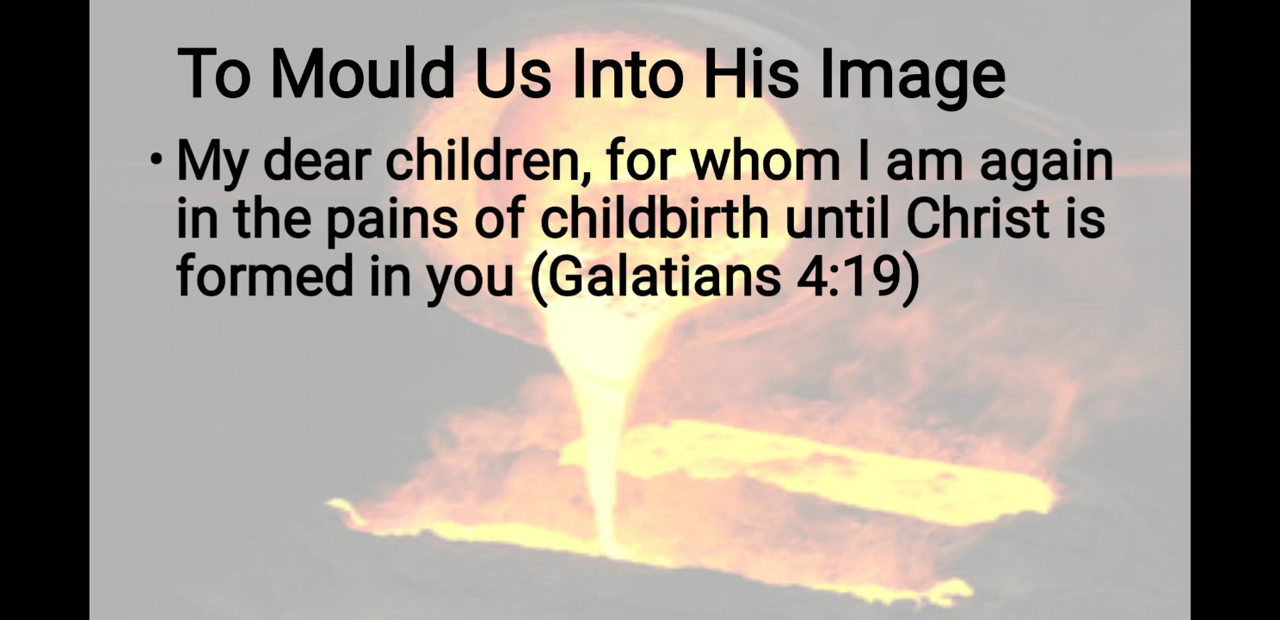 To Mould Us Into His Image
• My dear children, for whom I am again
in the pains of childbirth until Christ is
formed in you (Galatians 4:19)